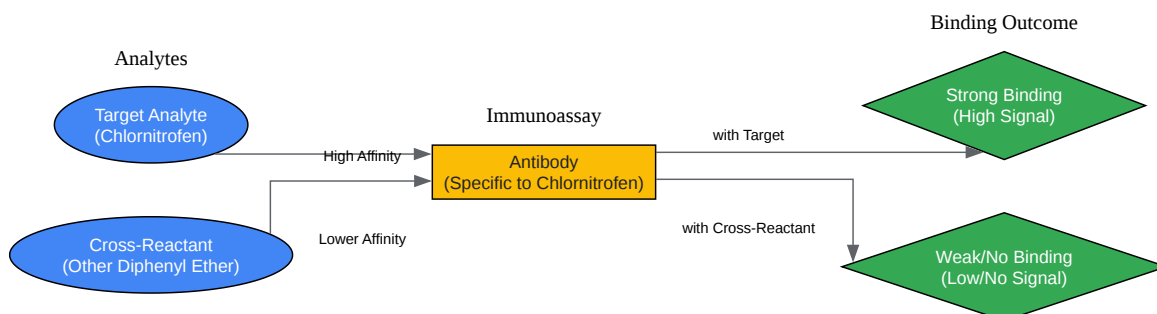 Binding Outcome
Analytes
Target Analyte
(Chlornitrofen)
Strong Binding
(High Signal)
Immunoassay
with Target
High Affinity
Antibody
(Specific to Chlornitrofen)
Lower Affinity
with Cross-Reactant
Cross-Reactant
(Other Diphenyl Ether)
Weak/No Binding
(Low/No Signal)